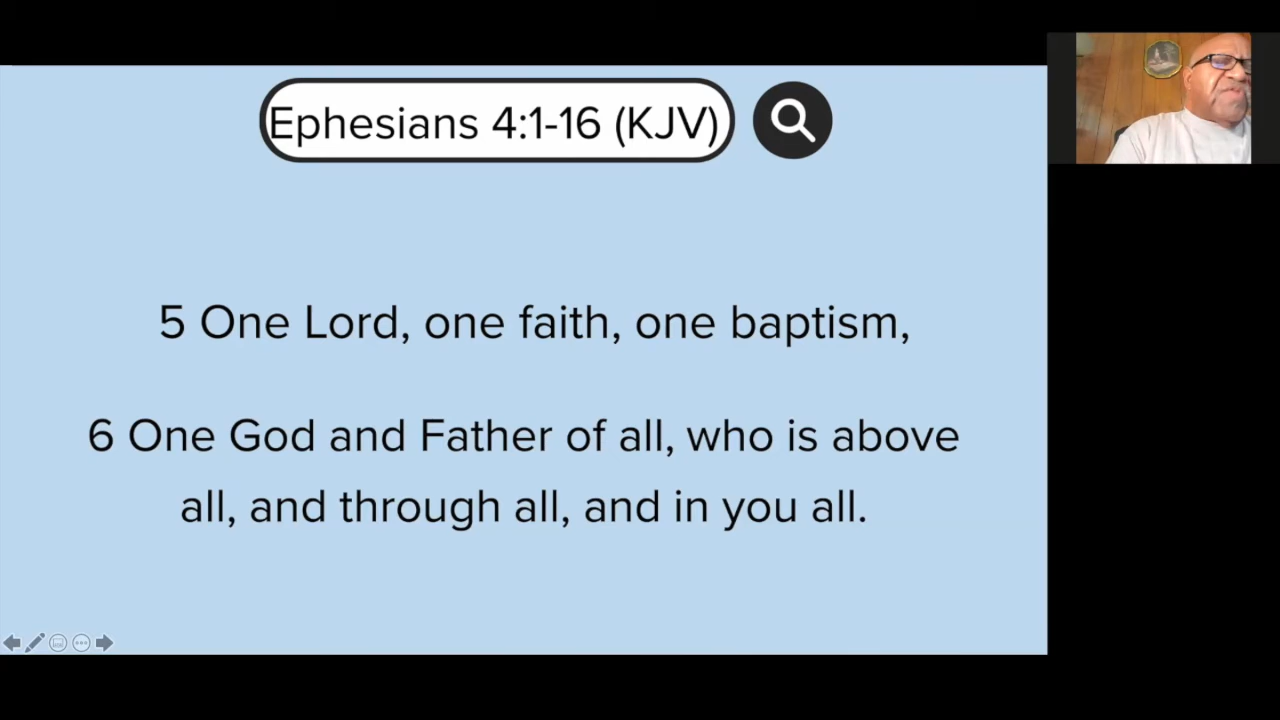 Ephesians 4:1-16 (KJV)
5 One Lord, one faith, one baptism,
6 One God and Father of all, who is above
all, and through all, and in you all.